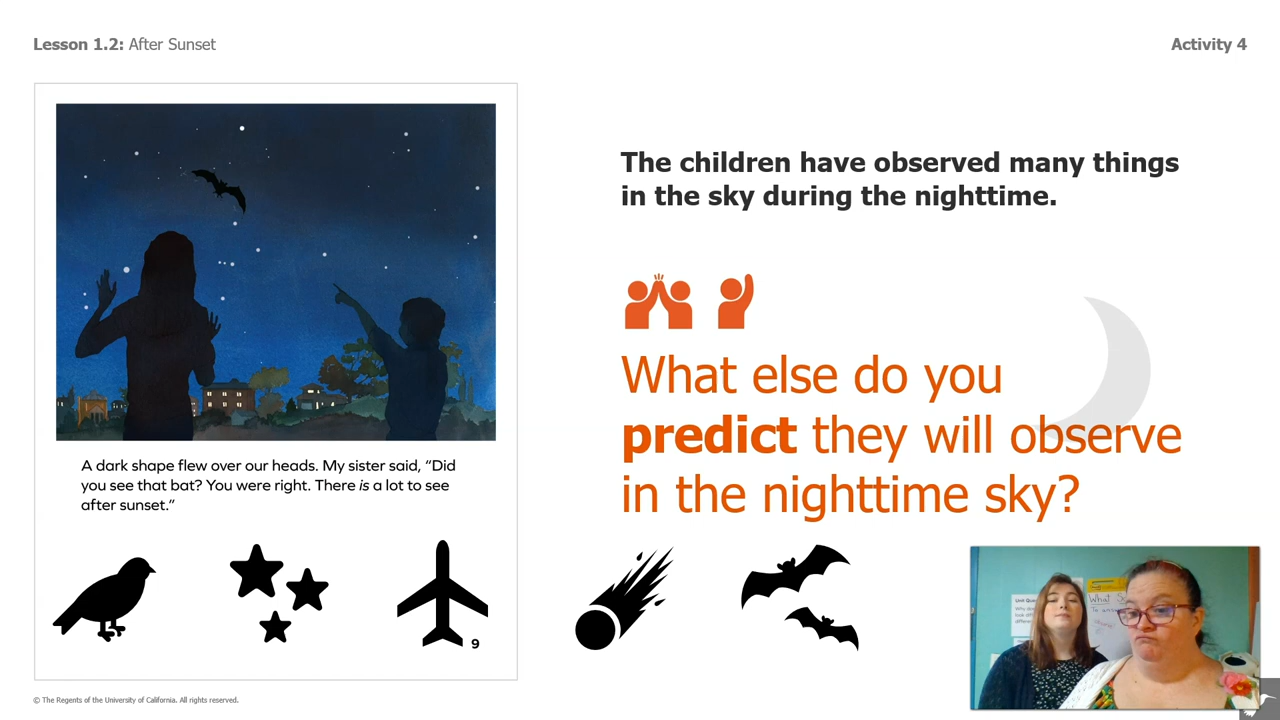 Lesson 1.2: After Sunset
Activity 4
The children have observed many things
in the sky during the nighttime.
What else do you
predict they will observe
in the nighttime sky?
A dark shape flew over our heads. My sister said, “Did
you see that bat? You were right. There is a lot to see
after sunset.”
9
Unit Que
What
© The Regents of the University of California. All rights reserved.